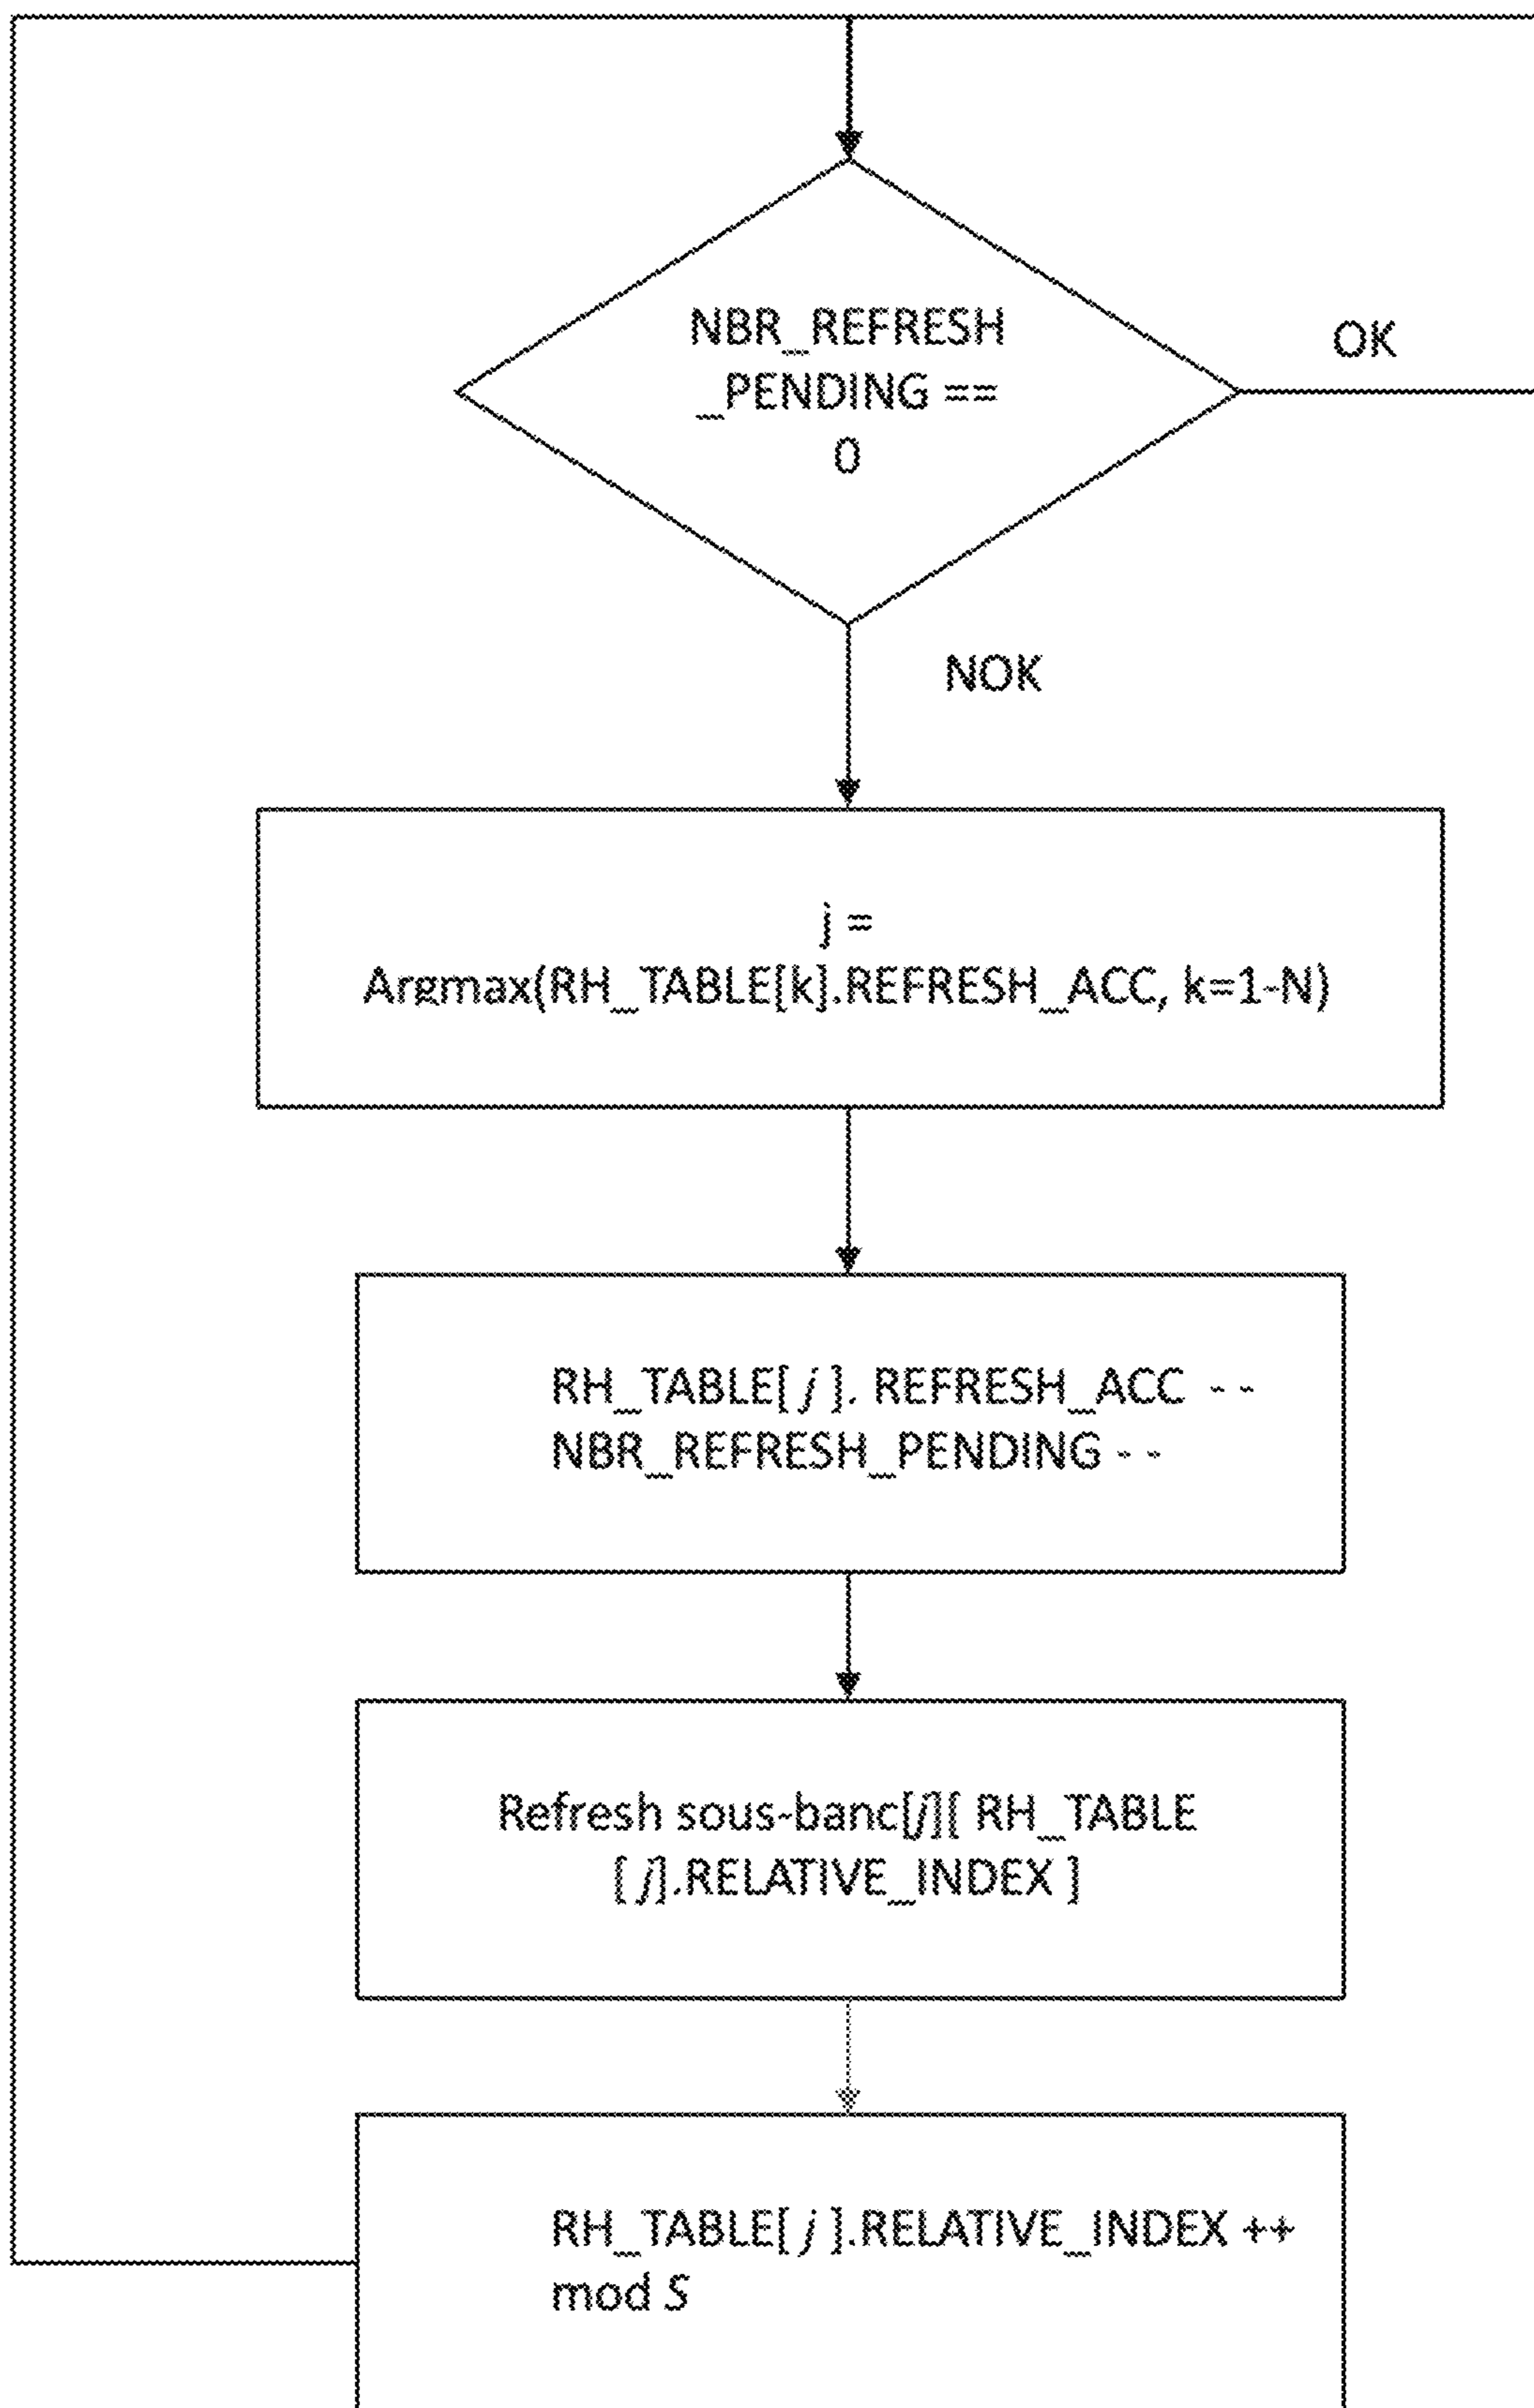 NBR_REFRESH
_PENDING ==
0
OK
NOK
j =
Argmax(RH_TABLE[k].REFRESH_ACC, k=1-N)
RH_TABLE[ j ]. REFRESH_ACC - -
NBR_REFRESH_PENDING - -
Refresh sous-banc[j][ RH_TABLE
[ j].RELATIVE_INDEX ]
RH_TABLE[ j ].RELATIVE_INDEX ++
mod S